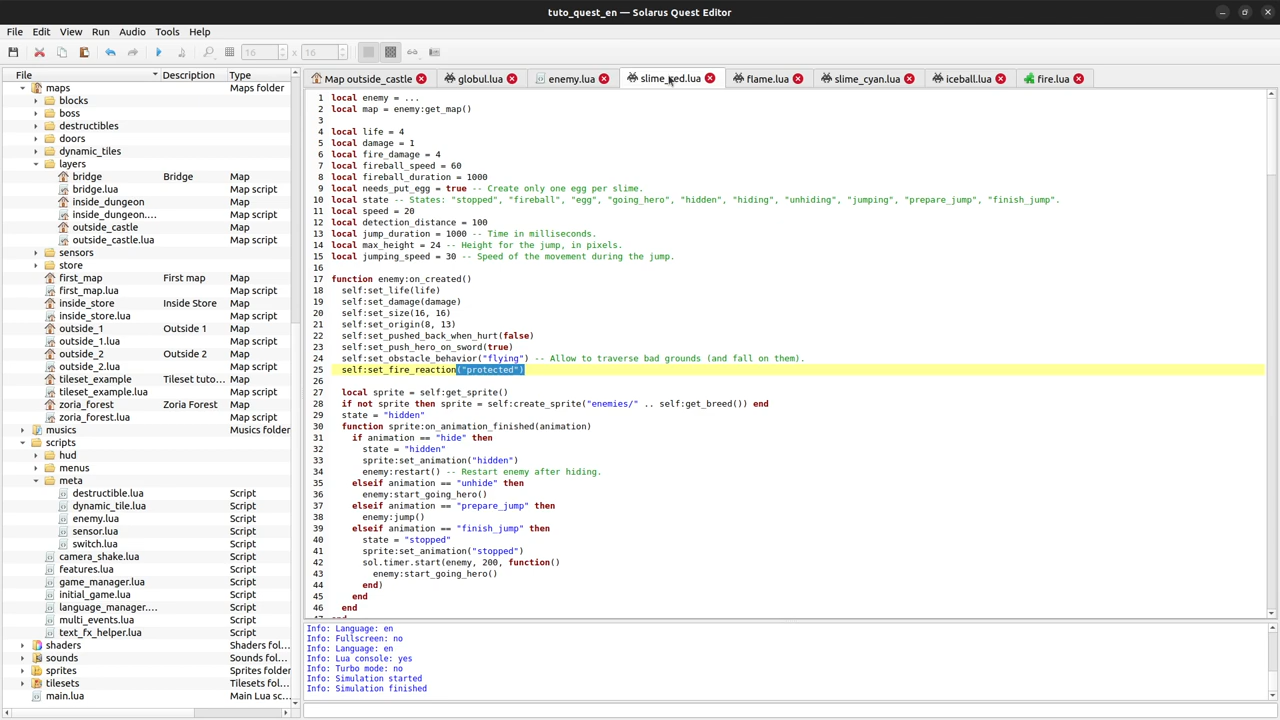 tuto_quest_en — Solarus Quest Editor
File Edit View Run Audio Tools Help
16 x 16
File Description Type
maps Maps folder
blocks
boss
destructibles
doors
dynamic_tiles
layers
bridge Bridge Map
bridge.lua Map script
inside_dungeon Map
inside_dungeon.... Map script
outside_castle Map
outside_castle.lua Map script
sensors
store
first_map First map Map
first_map.lua Map script
inside_store Inside Store Map
inside_store.lua Map script
outside_1 Outside 1 Map
outside_1.lua Map script
outside_2 Outside 2 Map
outside_2.lua Map script
tileset_example Tileset tuto... Map
tileset_example.lua Map script
zoria_forest Zoria Forest Map
zoria_forest.lua Map script
musics Musics folder
scripts
hud
menus
meta
destructible.lua Script
dynamic_tile.lua Script
enemy.lua Script
sensor.lua Script
switch.lua Script
camera_shake.lua Script
features.lua Script
game_manager.lua Script
initial_game.lua Script
language_manager.... Script
multi_events.lua Script
text_fx_helper.lua Script
shaders Shaders fol...
sounds Sounds fol...
sprites Sprites folder
tilesets Tilesets fol...
main.lua Main Lua sc...
Map outside_castle globul.lua enemy.lua slime_red.lua flame.lua slime_cyan.lua iceball.lua fire.lua
1 local enemy = ...
2 local map = enemy:get_map()
3
4 local life = 4
5 local damage = 1
6 local fire_damage = 4
7 local fireball_speed = 60
8 local fireball_duration = 1000
9 local needs_put_egg = true -- Create only one egg per slime.
10 local state -- States: "stopped", "fireball", "egg", "going_hero", "hidden", "hiding", "unhiding", "jumping", "prepare_jump", "finish_jump".
11 local speed = 20
12 local detection_distance = 100
13 local jump_duration = 1000 -- Time in milliseconds.
14 local max_height = 24 -- Height for the jump, in pixels.
15 local jumping_speed = 30 -- Speed of the movement during the jump.
16
17 function enemy:on_created()
18 self:set_life(life)
19 self:set_damage(damage)
20 self:set_size(16, 16)
21 self:set_origin(8, 13)
22 self:set_pushed_back_when_hurt(false)
23 self:set_push_hero_on_sword(true)
24 self:set_obstacle_behavior("flying") -- Allow to traverse bad grounds (and fall on them).
25 self:set_fire_reaction("protected")
26
27 local sprite = self:get_sprite()
28 if not sprite then sprite = self:create_sprite("enemies/" .. self:get_breed()) end
29 state = "hidden"
30 function sprite:on_animation_finished(animation)
31 if animation == "hide" then
32 state = "hidden"
33 sprite:set_animation("hidden")
34 enemy:restart() -- Restart enemy after hiding.
35 elseif animation == "unhide" then
36 enemy:start_going_hero()
37 elseif animation == "prepare_jump" then
38 enemy:jump()
39 elseif animation == "finish_jump" then
40 state = "stopped"
41 sprite:set_animation("stopped")
42 sol.timer.start(enemy, 200, function()
43 enemy:start_going_hero()
44 end)
45 end
46 end
Info: Language: en
Info: Fullscreen: no
Info: Language: en
Info: Lua console: yes
Info: Turbo mode: no
Info: Simulation started
Info: Simulation finished